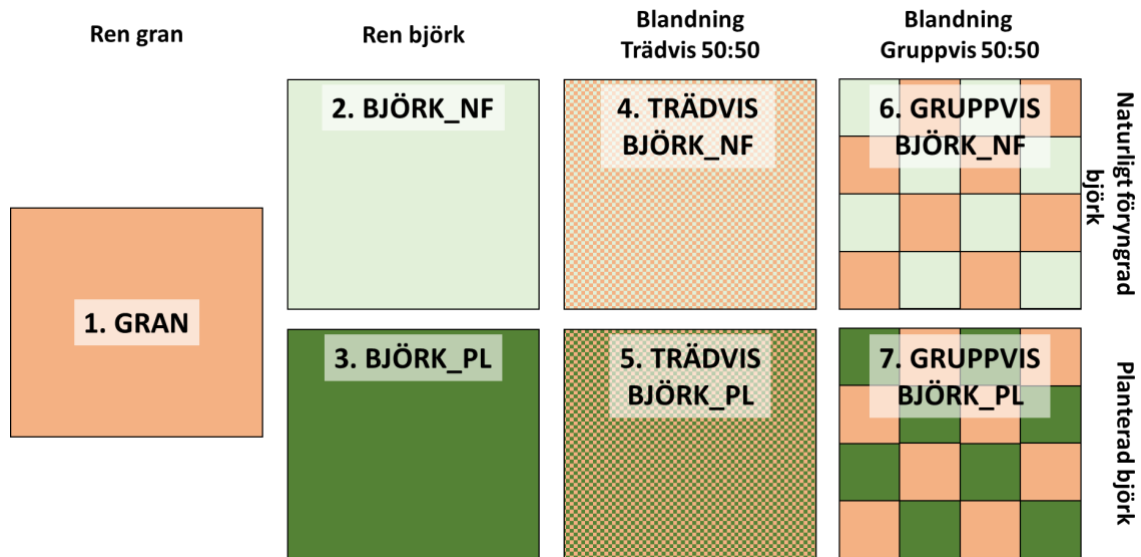 Ren gran
Ren björk
Blandning
Trädvis 50:50
Blandning
Gruppvis 50:50
2. BJÖRK_NF
4. TRÄDVIS
BJÖRK_NF
6. GRUPPVIS
BJÖRK_NF
Naturligt föryngrad
björk
1. GRAN
3. BJÖRK_PL
5. TRÄDVIS
BJÖRK_PL
7. GRUPPVIS
BJÖRK_PL
Planterad björk